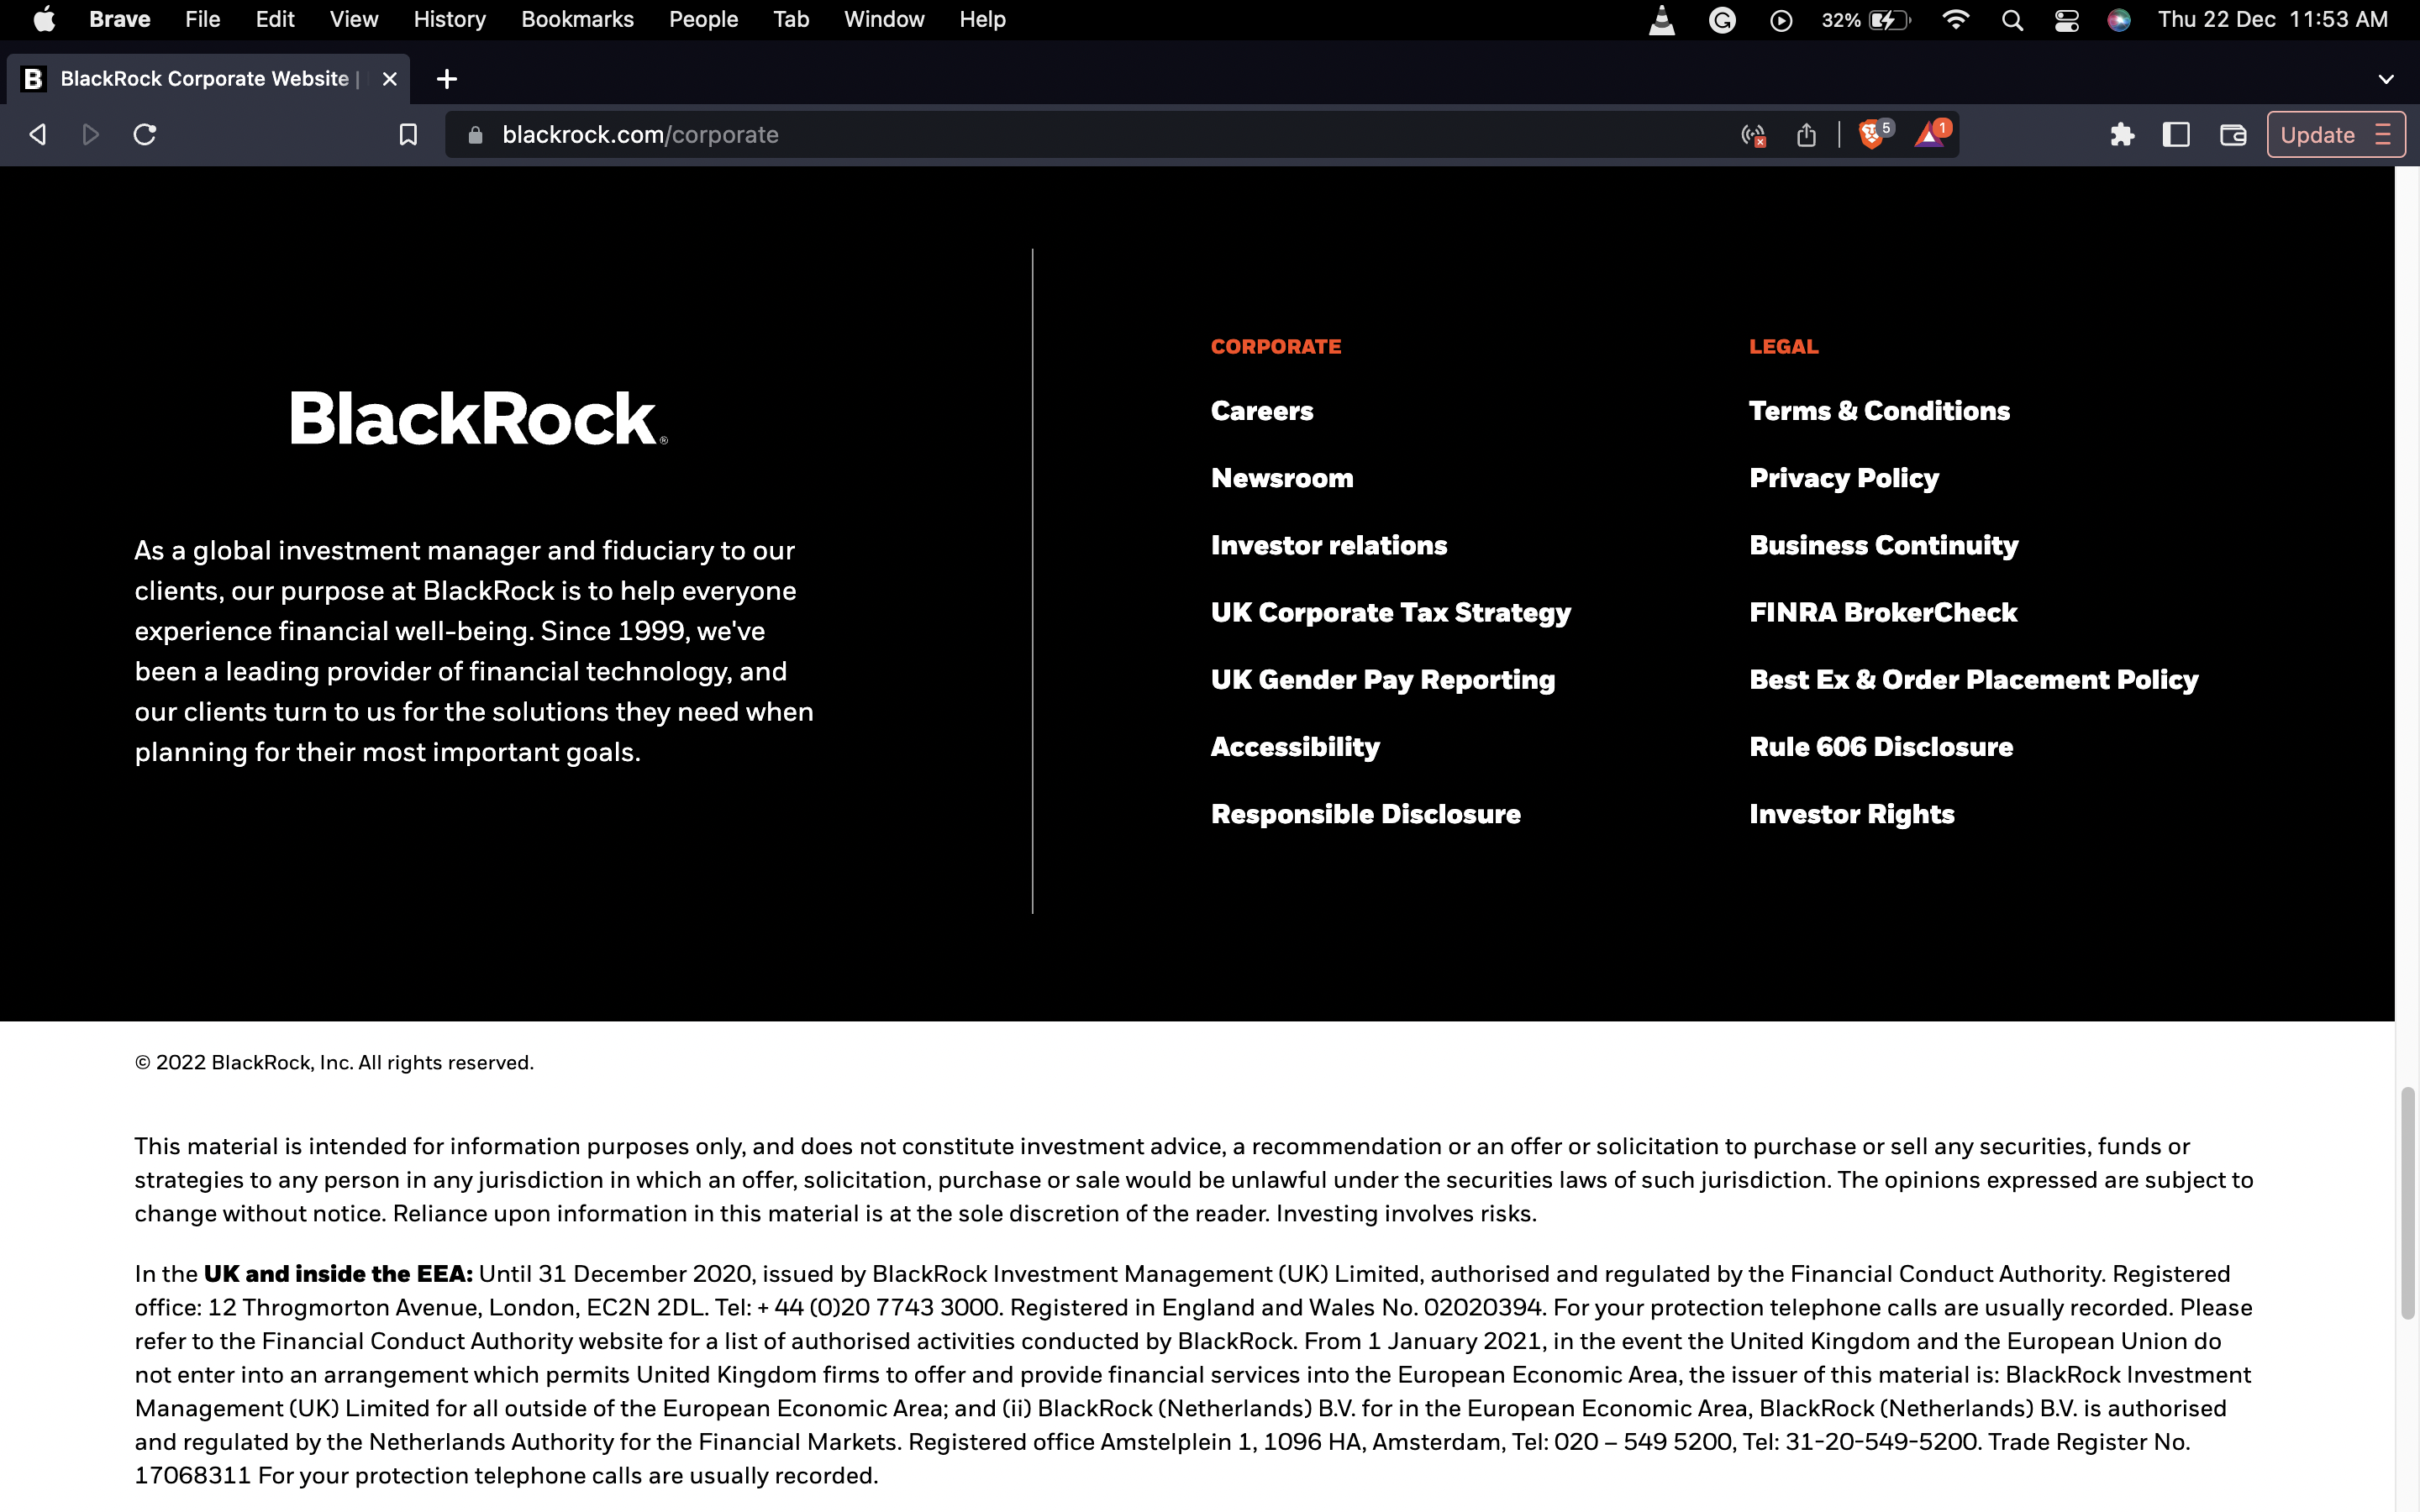 Brave File Edit View History Bookmarks People Tab Window Help 32% Thu 22 Dec 11:53 AM
B BlackRock Corporate Website |
blackrock.com/corporate 5 1 Update
BlackRock®
As a global investment manager and fiduciary to our
clients, our purpose at BlackRock is to help everyone
experience financial well-being. Since 1999, we've
been a leading provider of financial technology, and
our clients turn to us for the solutions they need when
planning for their most important goals.
CORPORATE
Careers
Newsroom
Investor relations
UK Corporate Tax Strategy
UK Gender Pay Reporting
Accessibility
Responsible Disclosure
LEGAL
Terms & Conditions
Privacy Policy
Business Continuity
FINRA BrokerCheck
Best Ex & Order Placement Policy
Rule 606 Disclosure
Investor Rights
© 2022 BlackRock, Inc. All rights reserved.
This material is intended for information purposes only, and does not constitute investment advice, a recommendation or an offer or solicitation to purchase or sell any securities, funds or
strategies to any person in any jurisdiction in which an offer, solicitation, purchase or sale would be unlawful under the securities laws of such jurisdiction. The opinions expressed are subject to
change without notice. Reliance upon information in this material is at the sole discretion of the reader. Investing involves risks.
In the UK and inside the EEA: Until 31 December 2020, issued by BlackRock Investment Management (UK) Limited, authorised and regulated by the Financial Conduct Authority. Registered
office: 12 Throgmorton Avenue, London, EC2N 2DL. Tel: + 44 (0)20 7743 3000. Registered in England and Wales No. 02020394. For your protection telephone calls are usually recorded. Please
refer to the Financial Conduct Authority website for a list of authorised activities conducted by BlackRock. From 1 January 2021, in the event the United Kingdom and the European Union do
not enter into an arrangement which permits United Kingdom firms to offer and provide financial services into the European Economic Area, the issuer of this material is: BlackRock Investment
Management (UK) Limited for all outside of the European Economic Area; and (ii) BlackRock (Netherlands) B.V. for in the European Economic Area, BlackRock (Netherlands) B.V. is authorised
and regulated by the Netherlands Authority for the Financial Markets. Registered office Amstelplein 1, 1096 HA, Amsterdam, Tel: 020 – 549 5200, Tel: 31-20-549-5200. Trade Register No.
17068311 For your protection telephone calls are usually recorded.